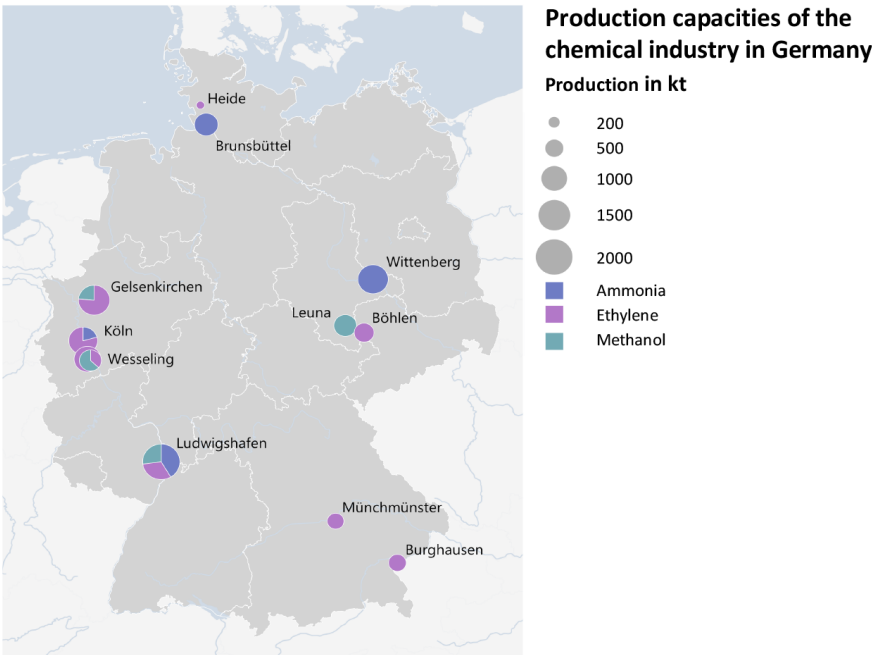 Production capacities of the
chemical industry in Germany
Production in kt
200
500
1000
1500
2000
Ammonia
Ethylene
Methanol
Heide
Brunsbüttel
Wittenberg
Gelsenkirchen
Leuna
Böhlen
Köln
Wesseling
Ludwigshafen
Münchmünster
Burghausen